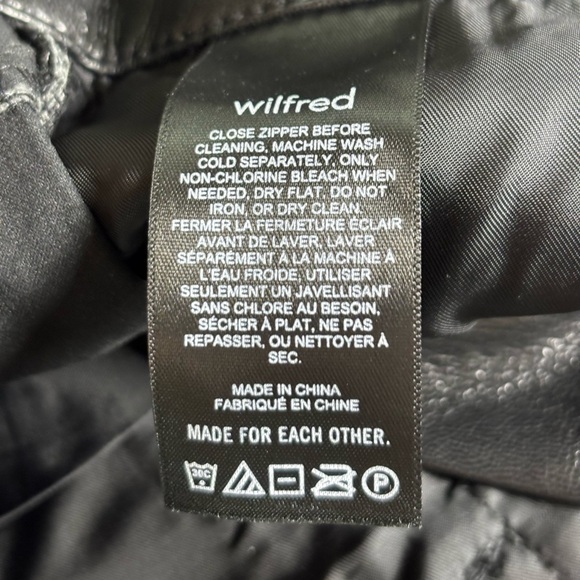 wilfred
CLOSE ZIPPER BEFORE
CLEANING, MACHINE WASH
COLD SEPARATELY, ONLY
NON-CHLORINE BLEACH WHEN
NEEDED, DRY FLAT, DO NOT
IRON, OR DRY CLEAN.
FERMER LA FERMETURE ÉCLAIR
AVANT DE LAVER, LAVER
SÉPARÉMENT À LA MACHINE À
L'EAU FROIDE, UTILISER
SEULEMENT UN JAVELLISANT
SANS CHLORE AU BESOIN,
SÉCHER À PLAT, NE PAS
REPASSER, OU NETTOYER À
SEC.
MADE IN CHINA
FABRIQUÉ EN CHINE
MADE FOR EACH OTHER.
30C P